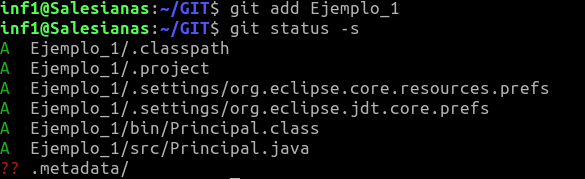 inf1@Salesianas:~/GIT$ git add Ejemplo_1
inf1@Salesianas:~/GIT$ git status -s
A  Ejemplo_1/.classpath
A  Ejemplo_1/.project
A  Ejemplo_1/.settings/org.eclipse.core.resources.prefs
A  Ejemplo_1/.settings/org.eclipse.jdt.core.prefs
A  Ejemplo_1/bin/Principal.class
A  Ejemplo_1/src/Principal.java
?? .metadata/